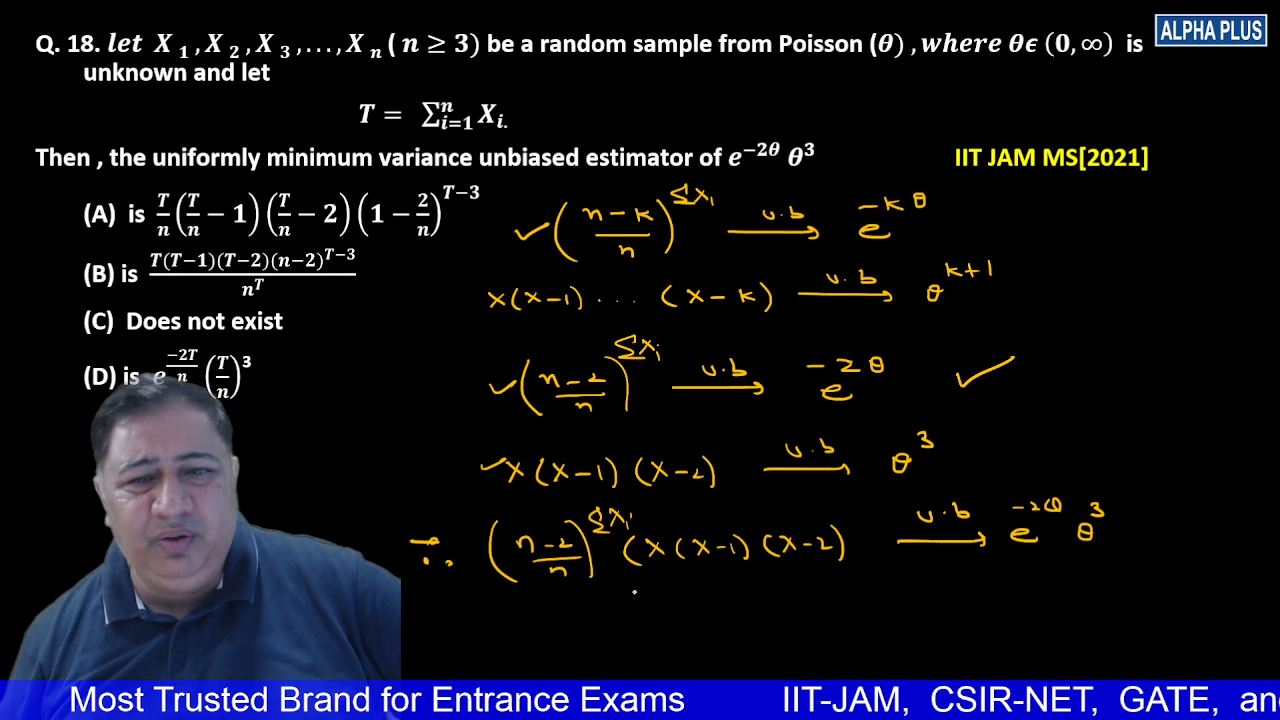 Q. 18. let X₁, X₂, X₃, ..., Xₙ ( n ≥ 3) be a random sample from Poisson (θ) , where θϵ (0, ∞) is
ALPHA PLUS
unknown and let
T = ∑ⁿᵢ₌₁ Xᵢ.
Then , the uniformly minimum variance unbiased estimator of e^{-2θ} θ³
IIT JAM MS[2021]
(A) is T/n (T/n − 1) (T/n − 2) (1 − 2/n)^{T−3}
(B) is T(T−1)(T−2)(n−2)^{T−3} / n^T
(C) Does not exist
(D) is e^{−2T/n} (T/n)³
✓ ((n-k)/n)^{Σxᵢ} u.b → e^{-kθ}
x(x-1) ... (x-k) u.b → θ^{k+1}
✓ ((n-2)/n)^{Σxᵢ} u.b → e^{-2θ} ✓
✓ x(x-1)(x-2) u.b → θ³
∴ ((n-2)/n)^{Σxᵢ} (x(x-1)(x-2) u.b → e^{-2θ} θ³
Most Trusted Brand for Entrance Exams IIT-JAM, CSIR-NET, GATE, an